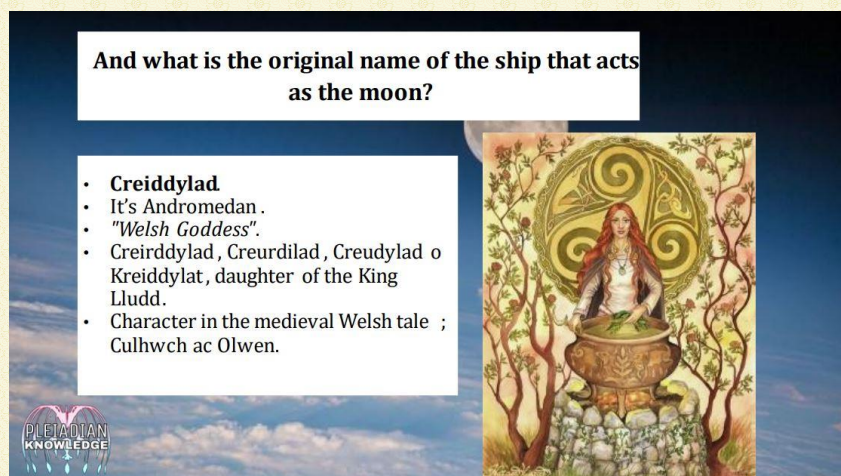 And what is the original name of the ship that acts
as the moon?
• Creiddylad.
• It's Andromedan .
• "Welsh Goddess".
• Creirddylad , Creurdilad , Creudylad o
Kreiddylat , daughter of the King
Lludd .
• Character in the medieval Welsh tale ;
Culhwch ac Olwen.
PLEIADIAN
KNOWLEDGE